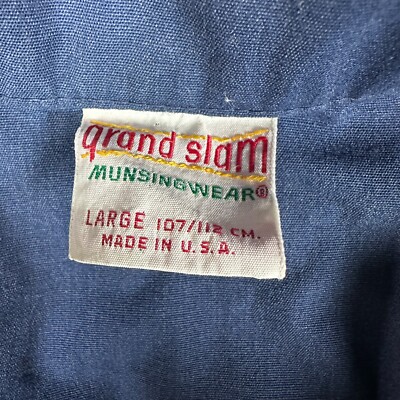 grand slam
MUNSINGWEAR®
LARGE 107/112 CM.
MADE IN U.S.A.